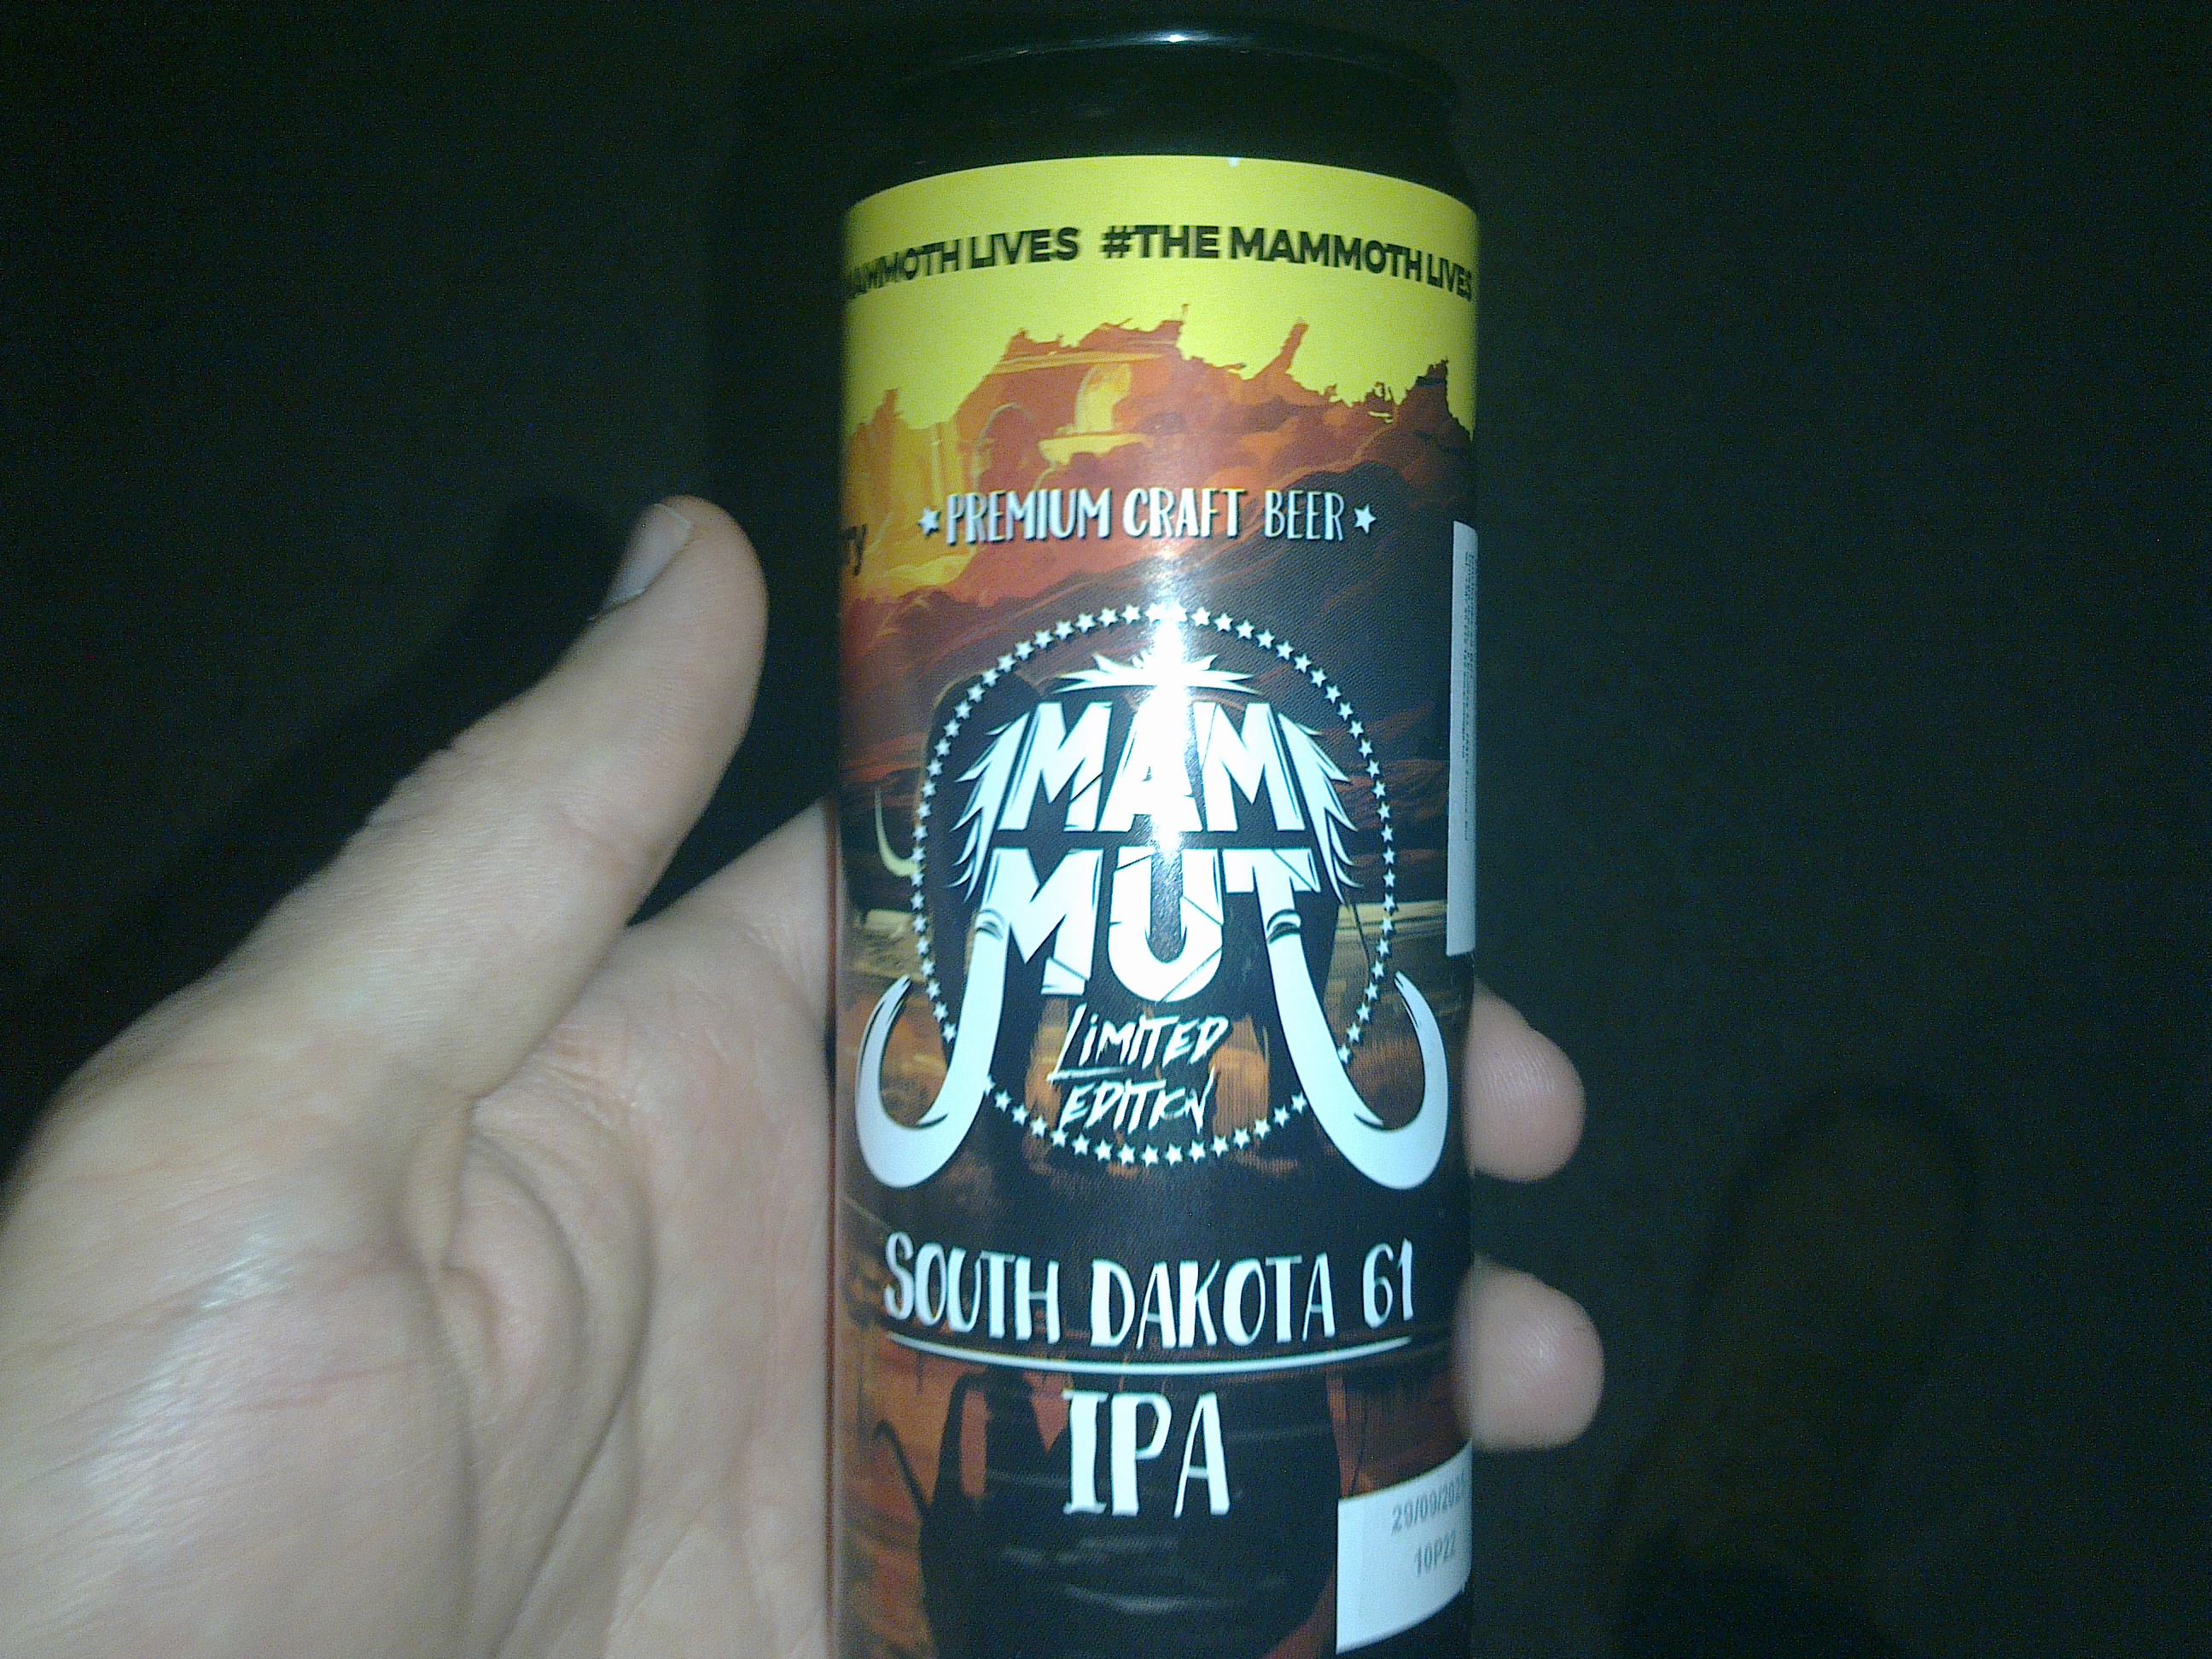 MAMMOTH LIVES #THE MAMMOTH LIVES
PREMIUM CRAFT BEER
MAM
MUT
LIMITED
EDITION
SOUTH DAKOTA 61
IPA
10P22